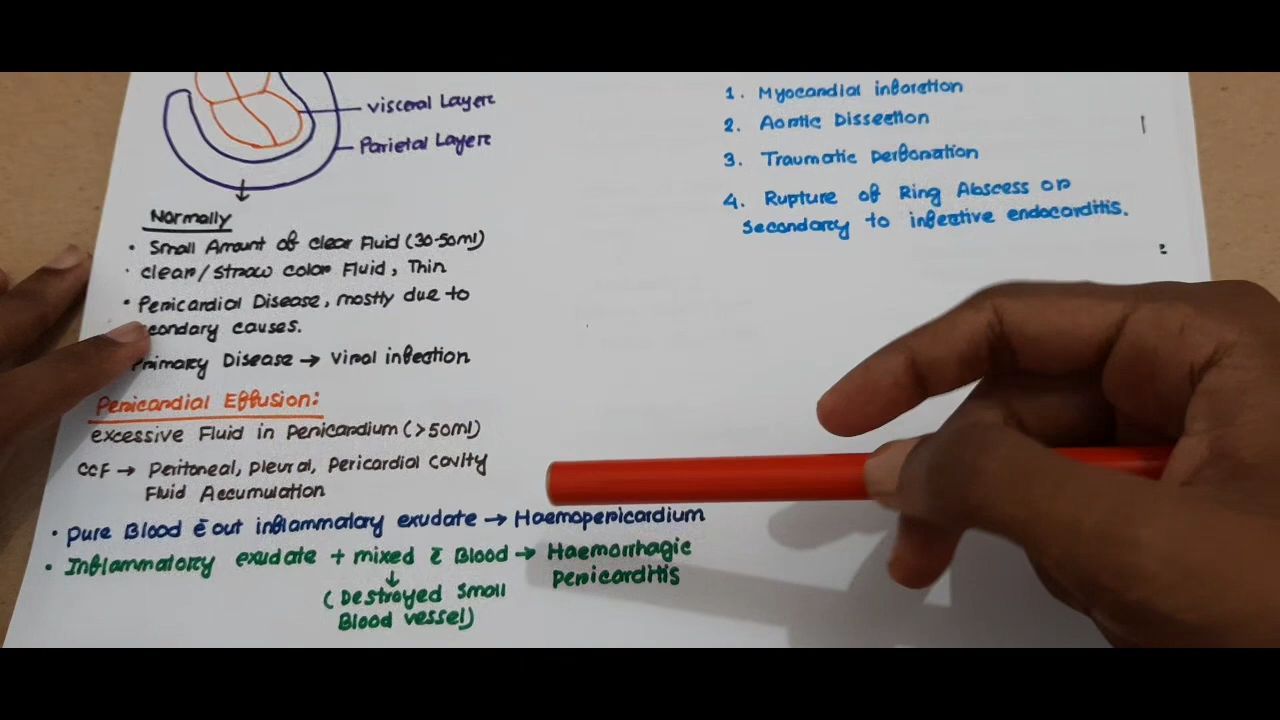 visceral Layer
Parietal Layer
Normally
• Small Amount of clear Fluid (30-50ml)
• clear/straw color Fluid, Thin
• Pericardial Disease, mostly due to
condary causes.
Primary Disease → Viral infection
Pericardial Effusion:
excessive Fluid in Pericardium (>50ml)
CCF → Peritoneal, Pleural, Pericardial Cavity
Fluid Accumulation
• Pure Blood c̄ out inflammatory exudate → Haemopericardium
• Inflammatory exudate + mixed c̄ Blood → Haemorrhagic
Pericarditis
↓
(Destroyed Small
Blood vessel)
1. Myocardial infarction
2. Aortic Dissection
3. Traumatic perforation
4. Rupture of Ring Abscess or
Secondary to infective endocarditis.